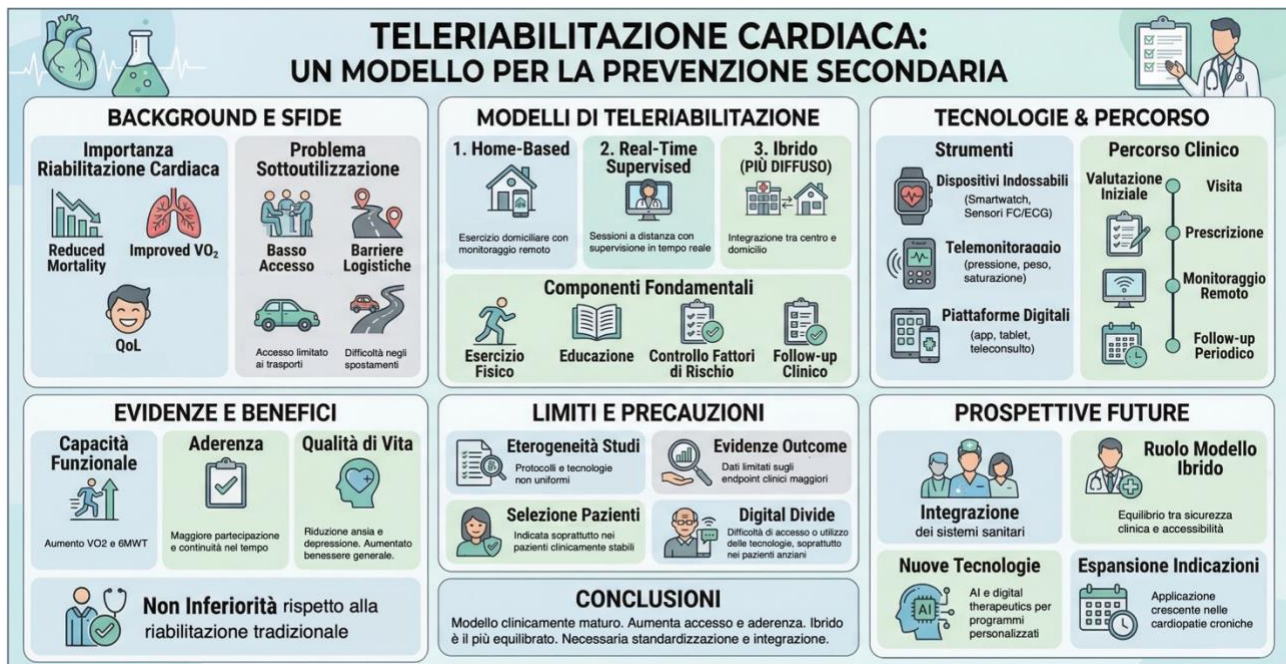 TELERIABILITAZIONE CARDIACA:
UN MODELLO PER LA PREVENZIONE SECONDARIA
BACKGROUND E SFIDE
Importanza
Riabilitazione Cardiaca
Reduced
Mortality
Improved VO₂
QoL
Problema
Sottoutilizzazione
Basso
Accesso
Barriere
Logistiche
Accesso limitato
ai trasporti
Difficoltà negli
spostamenti
MODELLI DI TELERIABILITAZIONE
1. Home-Based
Esercizio domiciliare con
monitoraggio remoto
2. Real-Time
Supervised
Sessioni a distanza con
supervisione in tempo reale
3. Ibrido
(PIÙ DIFFUSO)
Integrazione tra centro e
domicilio
Componenti Fondamentali
Esercizio
Fisico
Educazione
Controllo Fattori
di Rischio
Follow-up
Clinico
TECNOLOGIE & PERCORSO
Strumenti
Dispositivi Indossabili
(Smartwatch,
Sensori FC/ECG)
Telemonitoraggio
(pressione, peso,
saturazione)
Piattaforme Digitali
(app, tablet,
teleconsulto)
Percorso Clinico
Valutazione
Iniziale
Visita
Prescrizione
Monitoraggio
Remoto
Follow-up
Periodico
EVIDENZE E BENEFICI
Capacità
Funzionale
Aumento VO2 e 6MWT
Aderenza
Maggiore partecipazione
e continuità nel tempo
Qualità di Vita
Riduzione ansia e
depressione. Aumentato
benessere generale.
Non Inferiorità rispetto alla
riabilitazione tradizionale
LIMITI E PRECAUZIONI
Eterogeneità Studi
Protocolli e tecnologie
non uniformi
Evidenze Outcome
Dati limitati sugli
endpoint clinici maggiori
Selezione Pazienti
Indicata soprattutto nei
pazienti clinicamente stabili
Digital Divide
Difficoltà di accesso o utilizzo
delle tecnologie, soprattutto
nei pazienti anziani
CONCLUSIONI
Modello clinicamente maturo. Aumenta accesso e aderenza. Ibrido
è il più equilibrato. Necessaria standardizzazione e integrazione.
PROSPETTIVE FUTURE
Integrazione
dei sistemi sanitari
Ruolo Modello
Ibrido
Equilibrio tra sicurezza
clinica e accessibilità
Nuove Tecnologie
AI
AI e digital
therapeutics per
programmi
personalizzati
Espansione Indicazioni
Applicazione
crescente nelle
cardiopatie croniche